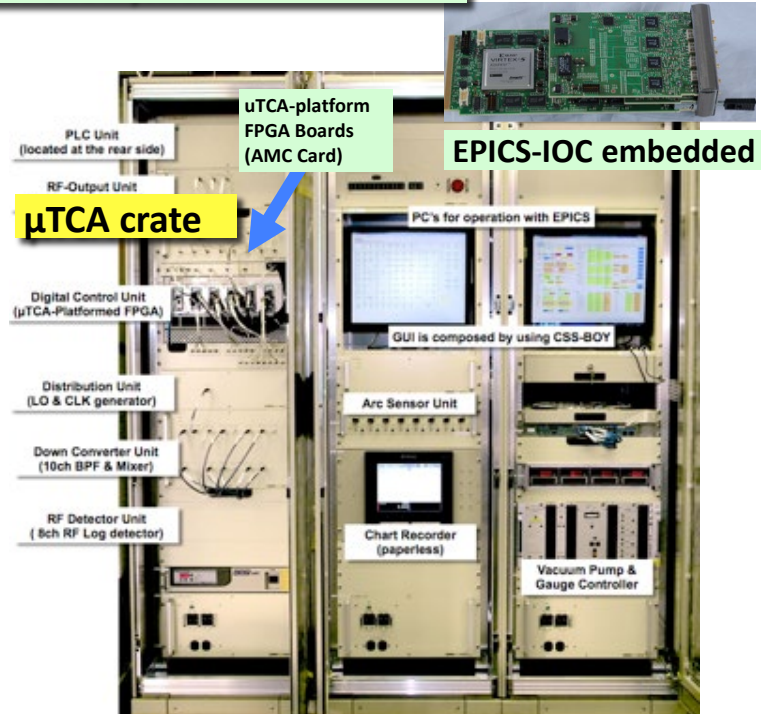 XILINX
VIRTEX-5
EPICS-IOC embedded
uTCA-platform
FPGA Boards
(AMC Card)
PLC Unit
(located at the rear side)
RF-Output Unit
µTCA crate
PC's for operation with EPICS
Digital Control Unit
(µTCA-Platformed FPGA)
GUI is composed by using CSS-BOY
Distribution Unit
(LO & CLK generator)
Arc Sensor Unit
Down Converter Unit
(10ch BPF & Mixer)
RF Detector Unit
( 8ch RF Log detector)
Chart Recorder
(paperless)
Vacuum Pump &
Gauge Controller